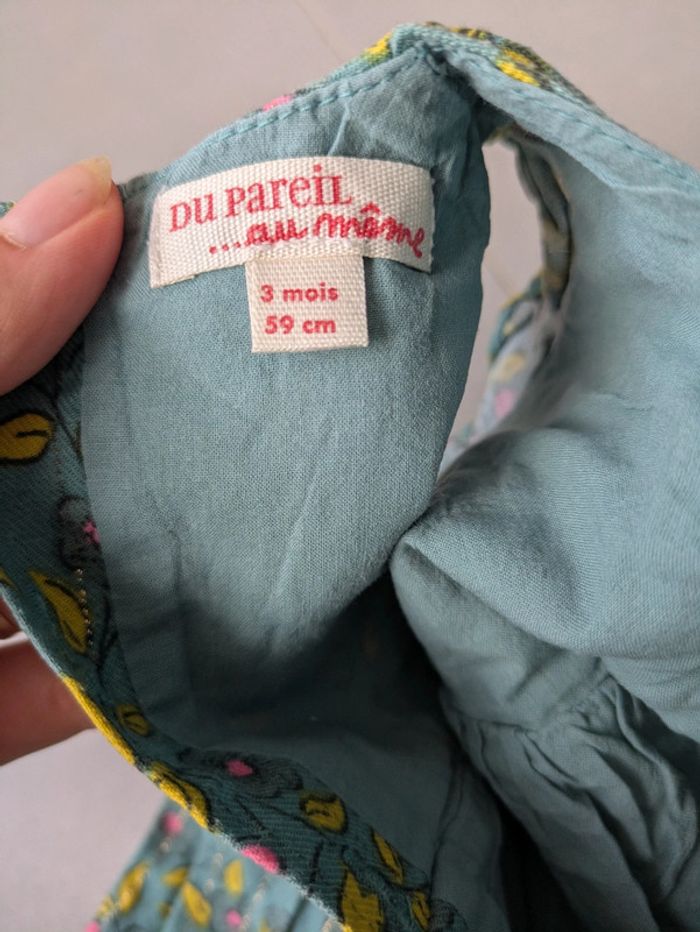 DU PAREIL
...au même
3 mois
59 cm